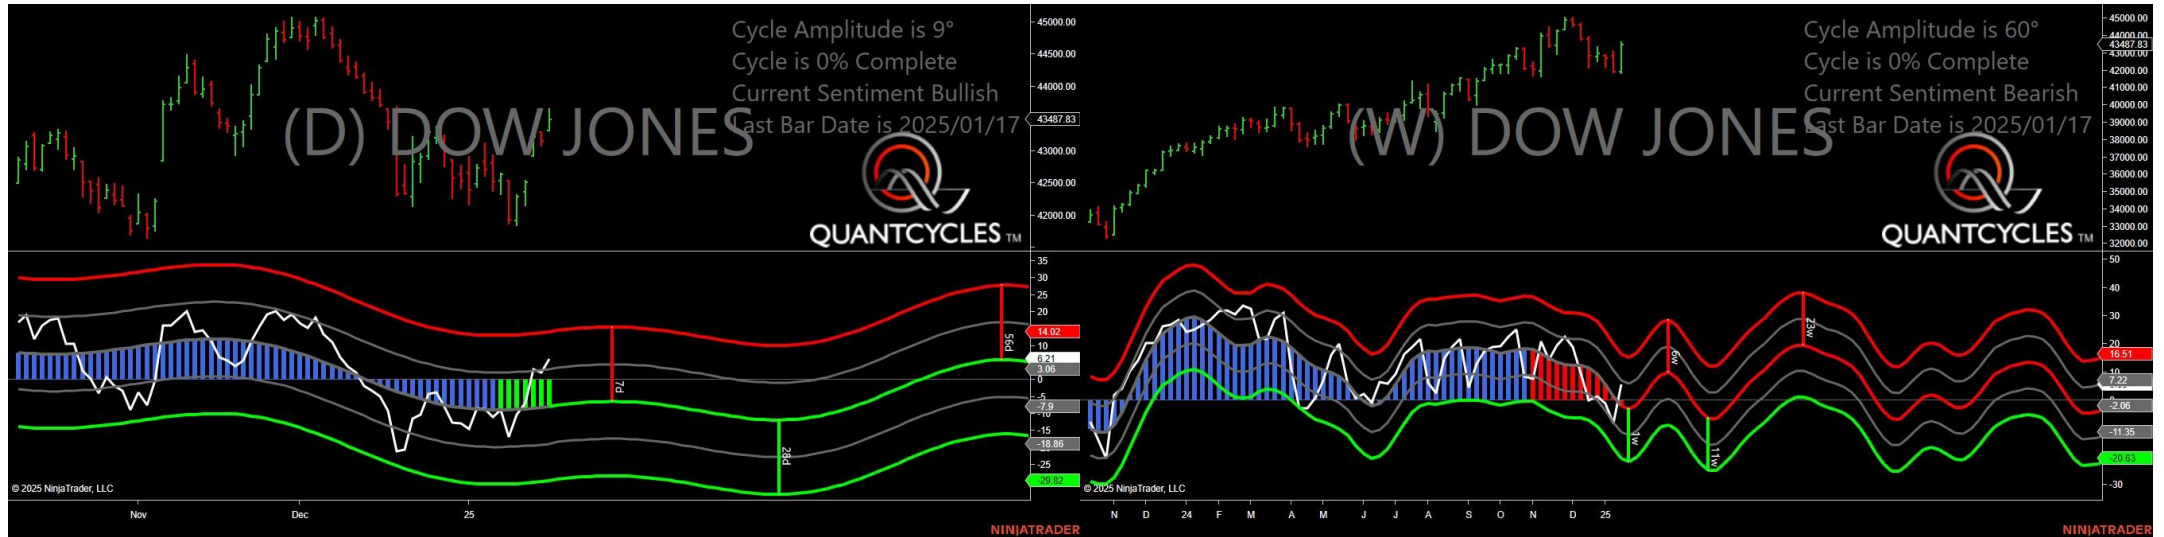 Cycle Amplitude is 9°
Cycle is 0% Complete
Current Sentiment Bullish
Last Bar Date is 2025/01/17
(D) DOW JONES
QUANTCYCLES TM
45000.00
44500.00
44000.00
43487.83
43000.00
42500.00
42000.00
35
30
25
20
14.02
10
6.21
3.06
0
-5
-7.9
-10
-15
-18.86
-25
-29.82
7d
28d
56d
© 2025 NinjaTrader, LLC
Nov
Dec
25
NINJATRADER
Cycle Amplitude is 60°
Cycle is 0% Complete
Current Sentiment Bearish
Last Bar Date is 2025/01/17
(W) DOW JONES
QUANTCYCLES TM
45000.00
44000.00
43487.83
43000.00
42000.00
41000.00
40000.00
39000.00
38000.00
37000.00
36000.00
35000.00
34000.00
33000.00
32000.00
50
40
30
20
16.51
10
7.22
-2.06
-11.35
-20.63
-30
1w
6w
11w
23w
© 2025 NinjaTrader, LLC
N D 24 F M A M J J A S O N D 25
NINJATRADER